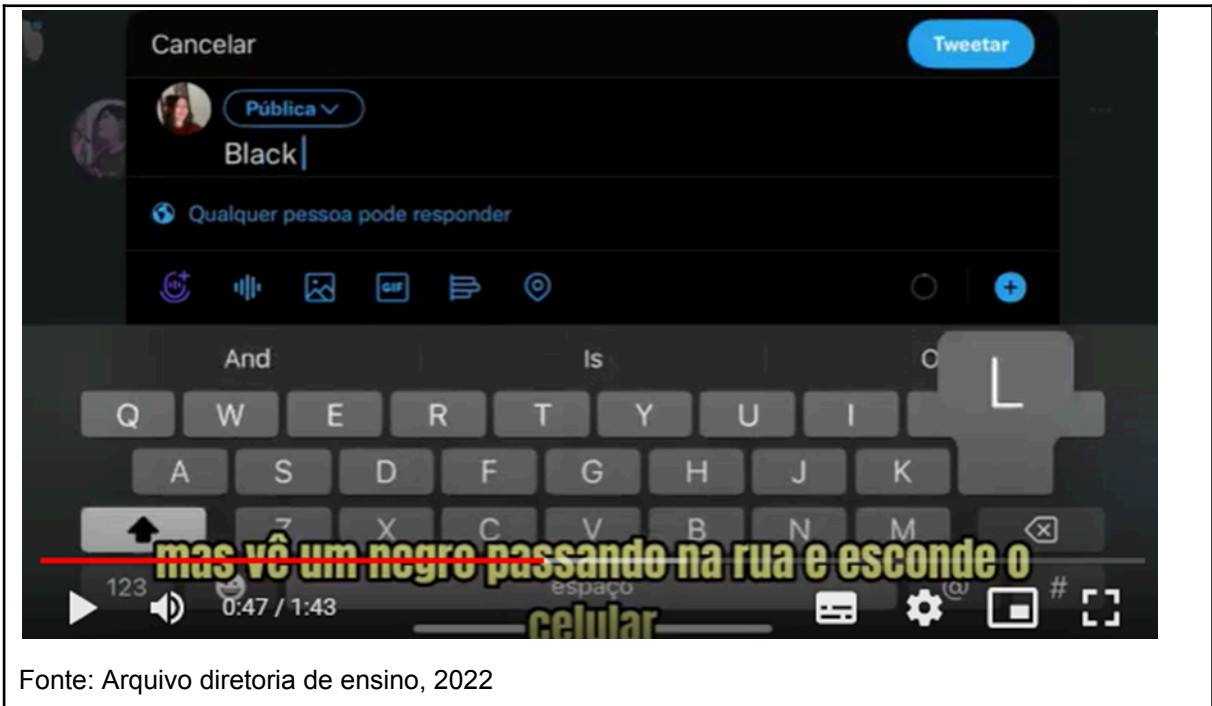 Cancelar
Tweetar
Pública
Black
Qualquer pessoa pode responder
GIF
And Is O
L
Q W E R T Y U I
A S D F G H J K
Z X C V B N M
mas vê um negro passando na rua e esconde o
123 espaço @ #
0:47 / 1:43
celular
Fonte: Arquivo diretoria de ensino, 2022